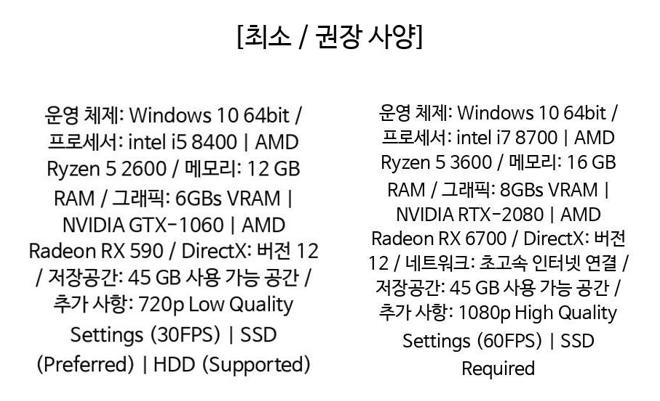 [최소 / 권장 사양]
운영 체제: Windows 10 64bit /
프로세서: intel i5 8400 | AMD
Ryzen 5 2600 / 메모리: 12 GB
RAM / 그래픽: 6GBs VRAM |
NVIDIA GTX-1060 | AMD
Radeon RX 590 / DirectX: 버전 12
/ 저장공간: 45 GB 사용 가능 공간 /
추가 사항: 720p Low Quality
Settings (30FPS) | SSD
(Preferred) | HDD (Supported)
운영 체제: Windows 10 64bit /
프로세서: intel i7 8700 | AMD
Ryzen 5 3600 / 메모리: 16 GB
RAM / 그래픽: 8GBs VRAM |
NVIDIA RTX-2080 | AMD
Radeon RX 6700 / DirectX: 버전
12 / 네트워크: 초고속 인터넷 연결 /
저장공간: 45 GB 사용 가능 공간 /
추가 사항: 1080p High Quality
Settings (60FPS) | SSD
Required